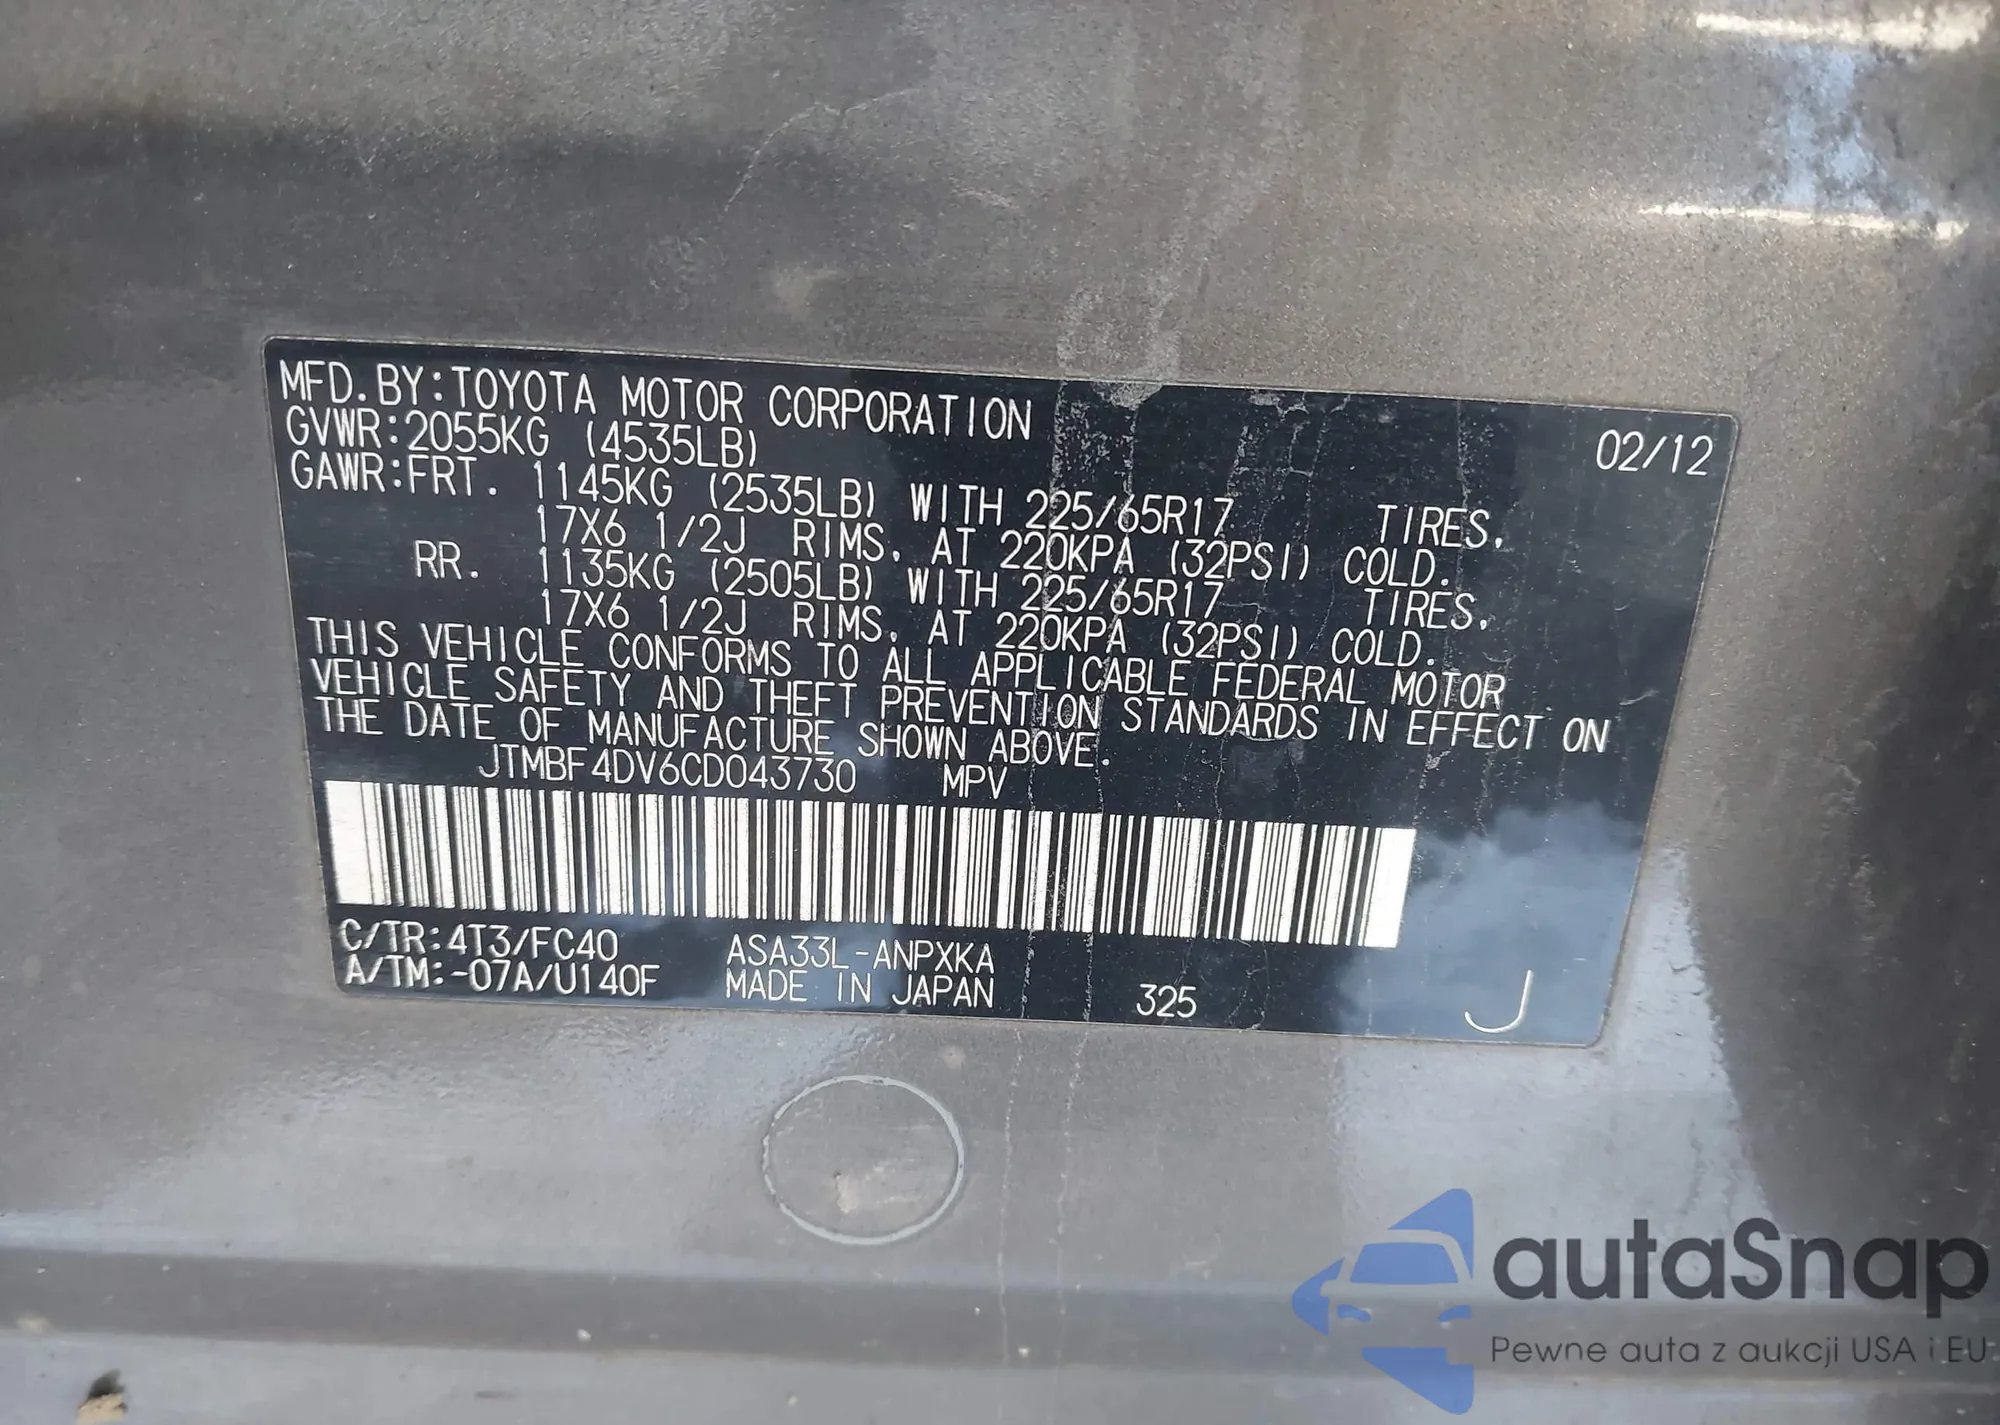 MFD.BY:TOYOTA MOTOR CORPORATION 02/12
GVWR:2055KG (4535LB)
GAWR:FRT. 1145KG (2535LB) WITH 225/65R17 TIRES,
17X6 1/2J RIMS, AT 220KPA (32PSI) COLD.
RR. 1135KG (2505LB) WITH 225/65R17 TIRES,
17X6 1/2J RIMS, AT 220KPA (32PSI) COLD.
THIS VEHICLE CONFORMS TO ALL APPLICABLE FEDERAL MOTOR
VEHICLE SAFETY AND THEFT PREVENTION STANDARDS IN EFFECT ON
THE DATE OF MANUFACTURE SHOWN ABOVE.
JTMBF4DV6CD043730 MPV
C/TR:4T3/FC40 ASA33L-ANPXKA
A/TM:-07A/U140F MADE IN JAPAN 325 J
autaSnap
Pewne auta z aukcji USA i EU